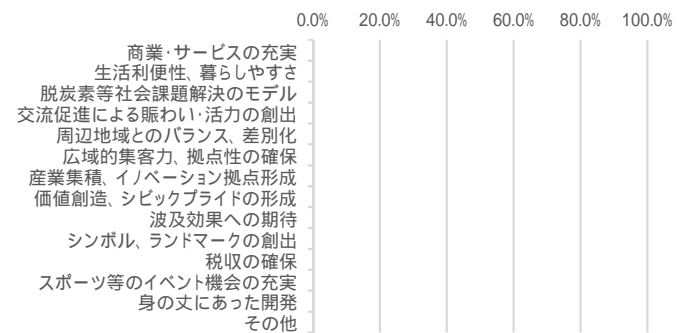 0.0% 20.0% 40.0% 60.0% 80.0% 100.0%
商業・サービスの充実
生活利便性、暮らしやすさ
脱炭素等社会課題解決のモデル
交流促進による賑わい・活力の創出
周辺地域とのバランス、差別化
広域的集客力、拠点性の確保
産業集積、イノベーション拠点形成
価値創造、シビックプライドの形成
波及効果への期待
シンボル、ランドマークの創出
税収の確保
スポーツ等のイベント機会の充実
身の丈にあった開発
その他